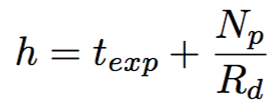 h = t_{exp} + \frac{N_p}{R_d}